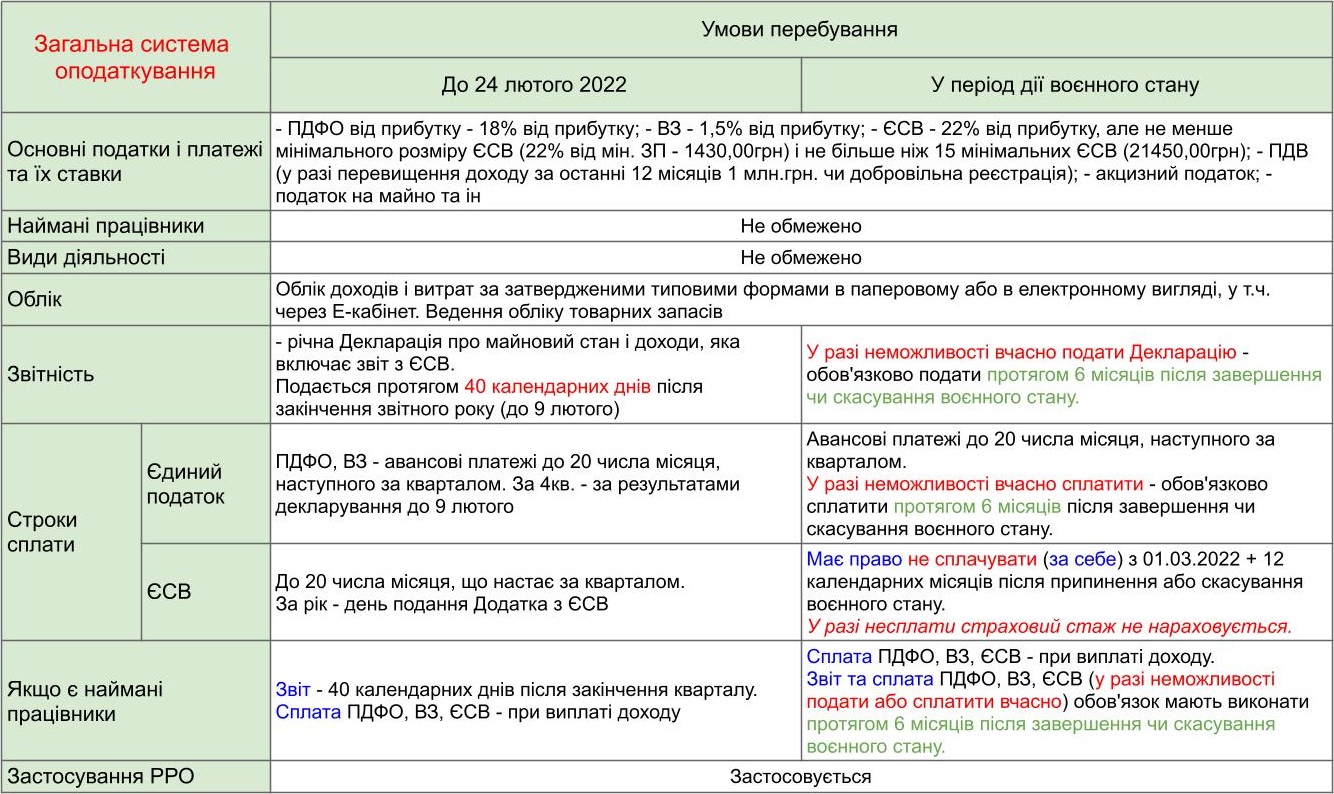 Загальна система
оподаткування
Умови перебування
До 24 лютого 2022
У період дії воєнного стану
Основні податки і платежі
та їх ставки
- ПДФО від прибутку - 18% від прибутку; - ВЗ - 1,5% від прибутку; - ЄСВ - 22% від прибутку, але не менше
мінімального розміру ЄСВ (22% від мін. ЗП - 1430,00грн) і не більше ніж 15 мінімальних ЄСВ (21450,00грн); - ПДВ
(у разі перевищення доходу за останні 12 місяців 1 млн.грн. чи добровільна реєстрація); - акцизний податок; -
податок на майно та ін
Наймані працівники
Не обмежено
Види діяльності
Не обмежено
Облік
Облік доходів і витрат за затвердженими типовими формами в паперовому або в електронному вигляді, у т.ч.
через Е-кабінет. Ведення обліку товарних запасів
Звітність
- річна Декларація про майновий стан і доходи, яка
включає звіт з ЄСВ.
Подається протягом 40 календарних днів після
закінчення звітного року (до 9 лютого)
У разі неможливості вчасно подати Декларацію -
обов'язково подати протягом 6 місяців після завершення
чи скасування воєнного стану.
Строки
сплати
Єдиний
податок
ПДФО, ВЗ - авансові платежі до 20 числа місяця,
наступного за кварталом. За 4кв. - за результатами
декларування до 9 лютого
Авансові платежі до 20 числа місяця, наступного за
кварталом.
У разі неможливості вчасно сплатити - обов'язково
сплатити протягом 6 місяців після завершення чи
скасування воєнного стану.
ЄСВ
До 20 числа місяця, що настає за кварталом.
За рік - день подання Додатка з ЄСВ
Має право не сплачувати (за себе) з 01.03.2022 + 12
календарних місяців після припинення або скасування
воєнного стану.
У разі несплати страховий стаж не нараховується.
Якщо є наймані
працівники
Звіт - 40 календарних днів після закінчення кварталу.
Сплата ПДФО, ВЗ, ЄСВ - при виплаті доходу
Сплата ПДФО, ВЗ, ЄСВ - при виплаті доходу.
Звіт та сплата ПДФО, ВЗ, ЄСВ (у разі неможливості
подати або сплатити вчасно) обов'язок мають виконати
протягом 6 місяців після завершення чи скасування
воєнного стану.
Застосування РРО
Застосовується